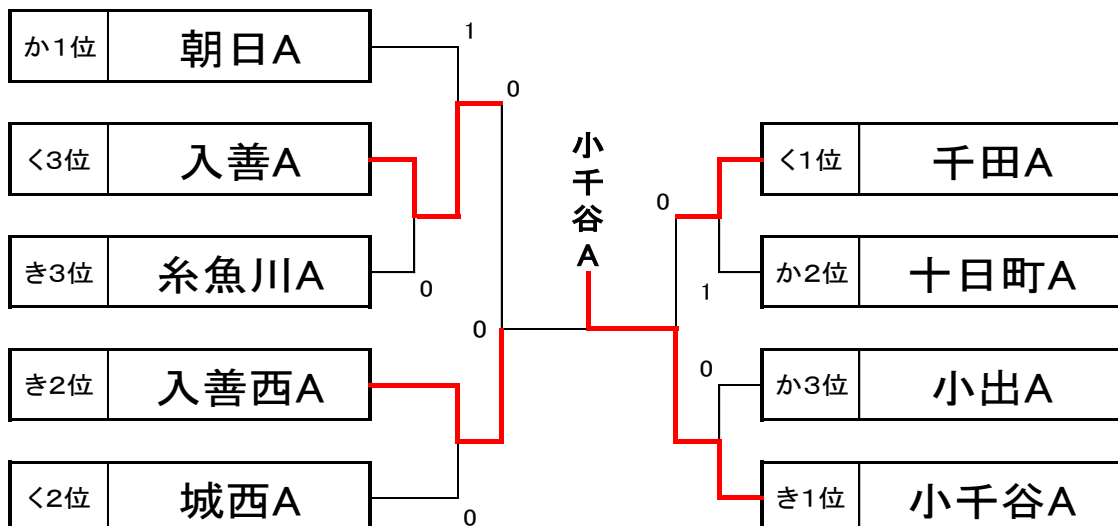 か1位 朝日A
1
0
く3位 入善A
き3位 糸魚川A
0
0
き2位 入善西A
く2位 城西A
0
小千谷A
く1位 千田A
0
か2位 十日町A
1
0
か3位 小出A
き1位 小千谷A